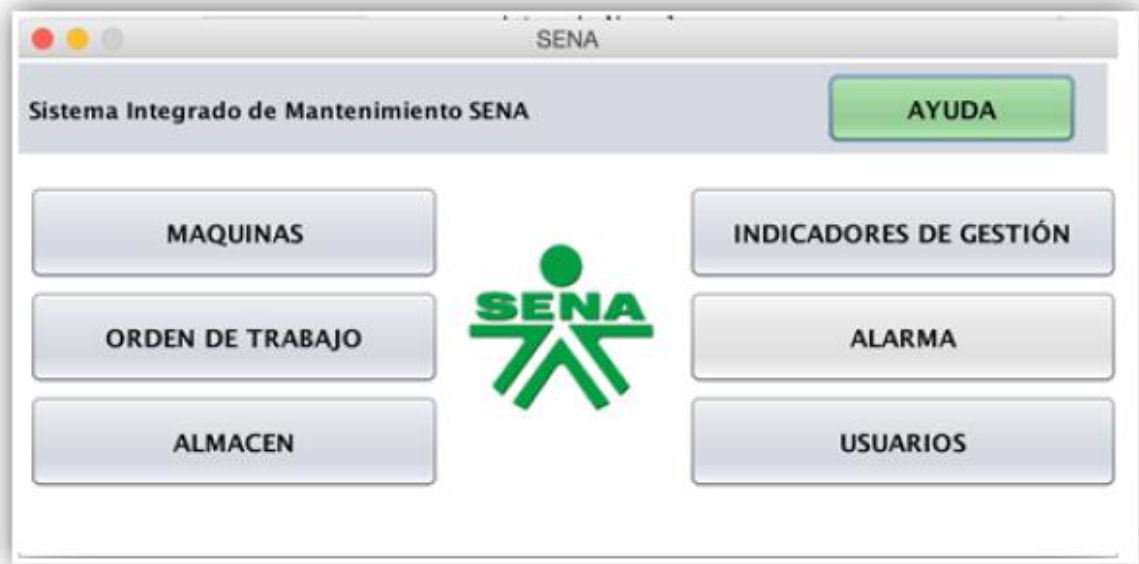 SENA
Sistema Integrado de Mantenimiento SENA
AYUDA
MAQUINAS
INDICADORES DE GESTIÓN
SENA
ORDEN DE TRABAJO
ALARMA
ALMACEN
USUARIOS